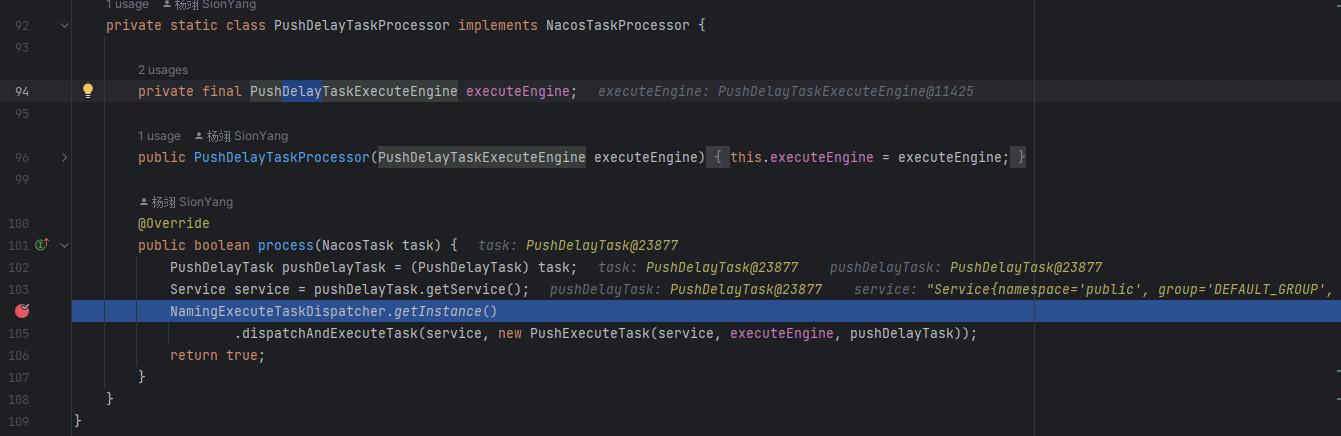 1 usage 杨翊 SionYang
92 private static class PushDelayTaskProcessor implements NacosTaskProcessor {
93
2 usages
94 private final PushDelayTaskExecuteEngine executeEngine; executeEngine: PushDelayTaskExecuteEngine@11425
95
1 usage 杨翊 SionYang
96 public PushDelayTaskProcessor(PushDelayTaskExecuteEngine executeEngine) { this.executeEngine = executeEngine; }
99
杨翊 SionYang
100 @Override
101 public boolean process(NacosTask task) { task: PushDelayTask@23877
102 PushDelayTask pushDelayTask = (PushDelayTask) task; task: PushDelayTask@23877 pushDelayTask: PushDelayTask@23877
103 Service service = pushDelayTask.getService(); pushDelayTask: PushDelayTask@23877 service: "Service{namespace='public', group='DEFAULT_GROUP',
NamingExecuteTaskDispatcher.getInstance()
105 .dispatchAndExecuteTask(service, new PushExecuteTask(service, executeEngine, pushDelayTask));
106 return true;
107 }
108 }
109 }